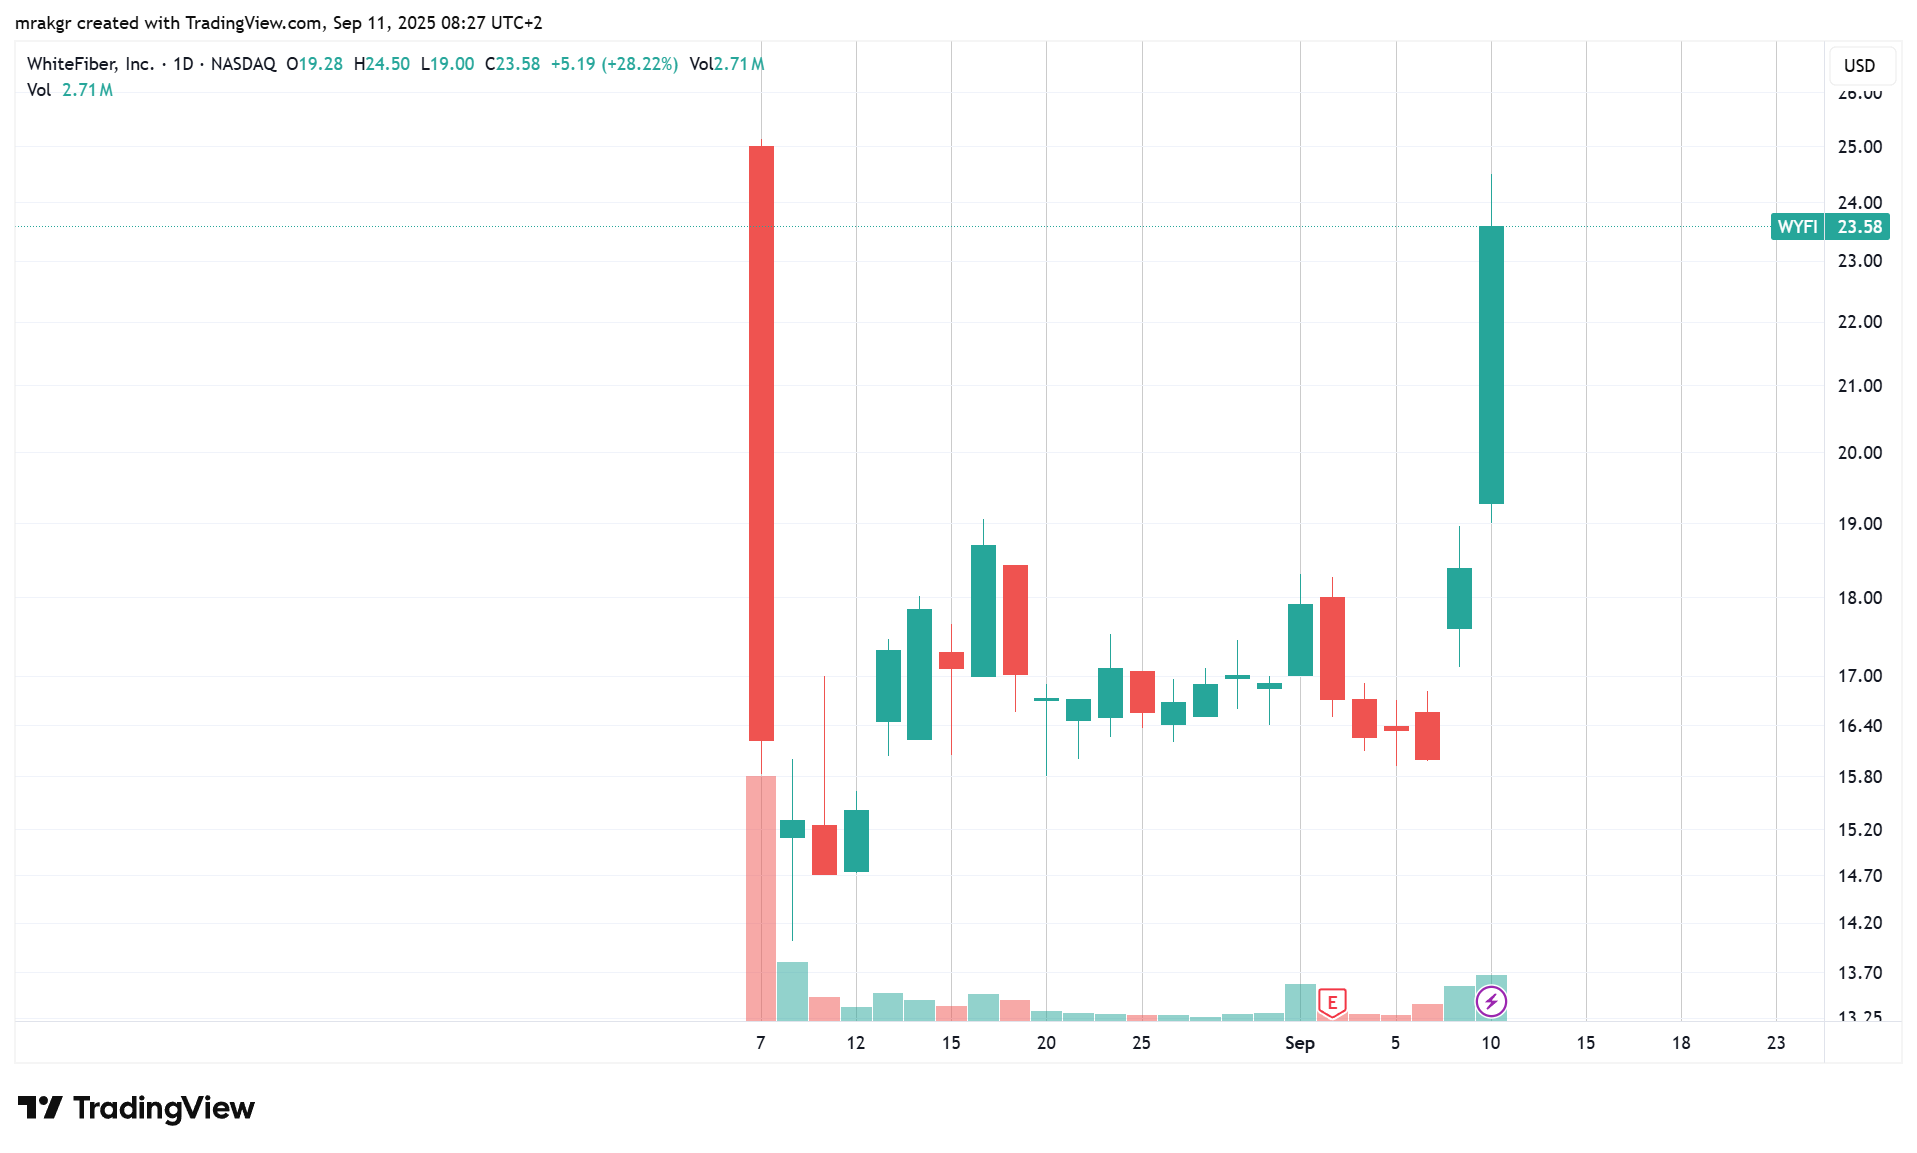 mrakgr created with TradingView.com, Sep 11, 2025 08:27 UTC+2
WhiteFiber, Inc. · 1D · NASDAQ O19.28 H24.50 L19.00 C23.58 +5.19 (+28.22%) Vol2.71 M
Vol 2.71 M
USD
26.00
25.00
24.00
WYFI 23.58
23.00
22.00
21.00
20.00
19.00
18.00
17.00
16.40
15.80
15.20
14.70
14.20
13.70
13.25
E
7 12 15 20 25 Sep 5 10 15 18 23
TradingView